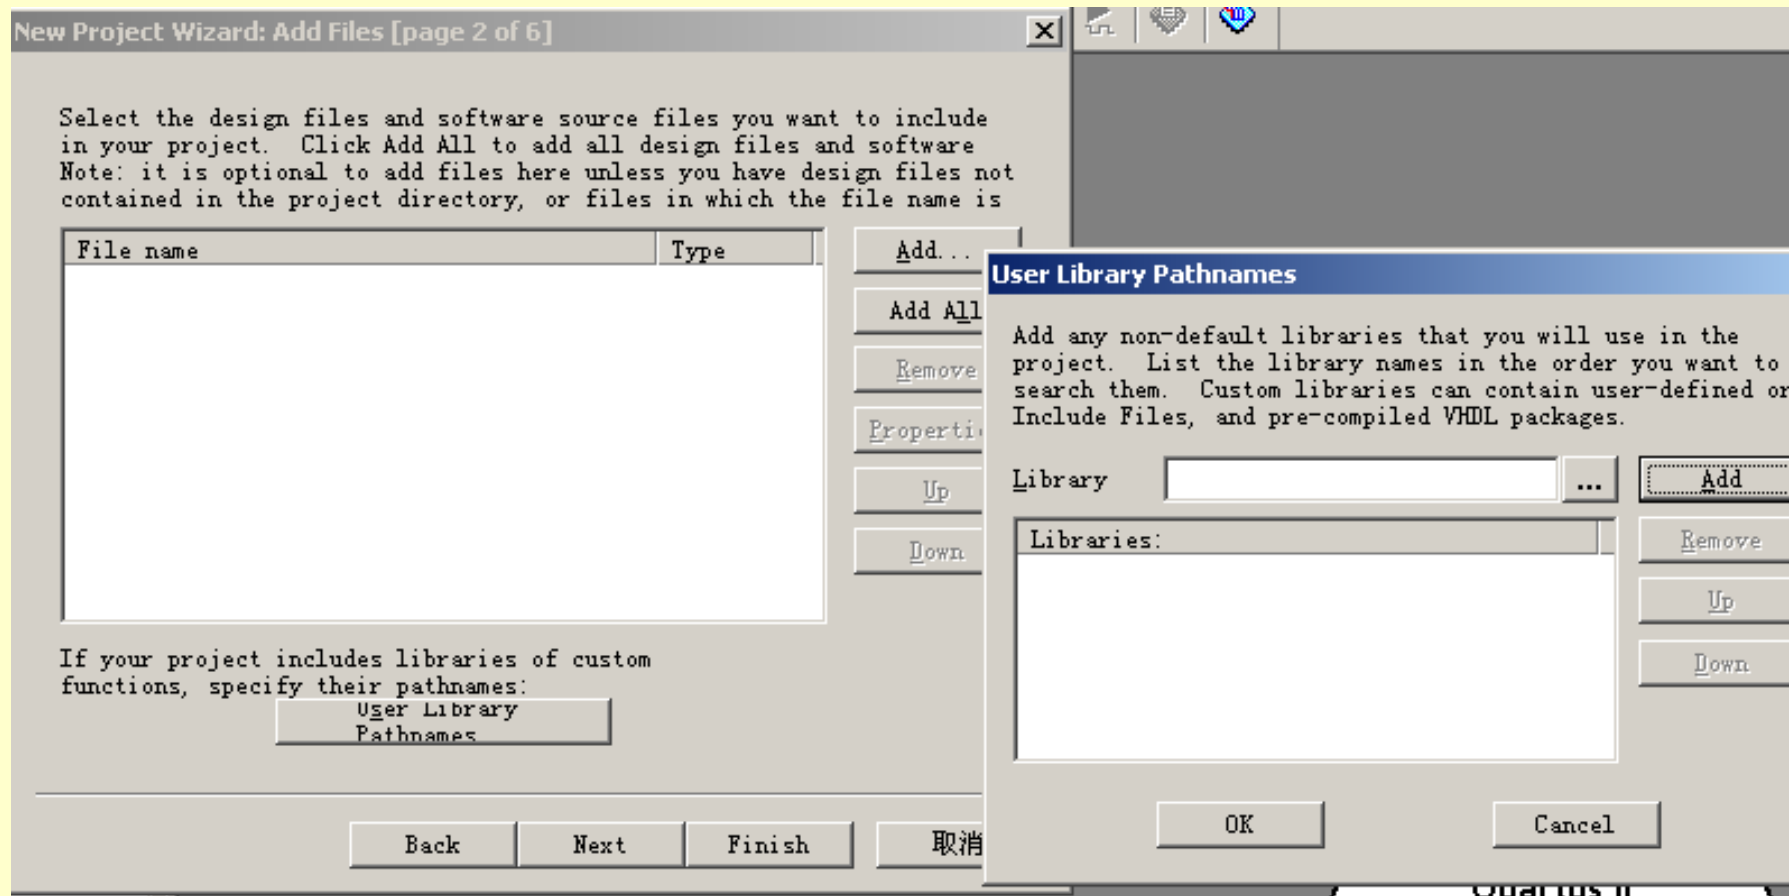 New Project Wizard: Add Files [page 2 of 6]
Select the design files and software source files you want to include
in your project. Click Add All to add all design files and software
Note: it is optional to add files here unless you have design files not
contained in the project directory, or files in which the file name is
File name Type
Add...
Add All
Remove
Up
Down
If your project includes libraries of custom
functions, specify their pathnames:
User Library
Pathnames
Back Next Finish 取消
User Library Pathnames
Add any non-default libraries that you will use in the
project. List the library names in the order you want to
search them. Custom libraries can contain user-defined or
Include Files, and pre-compiled VHDL packages.
Library ... Add
Libraries:
Remove
Up
Down
OK Cancel
Quartus II